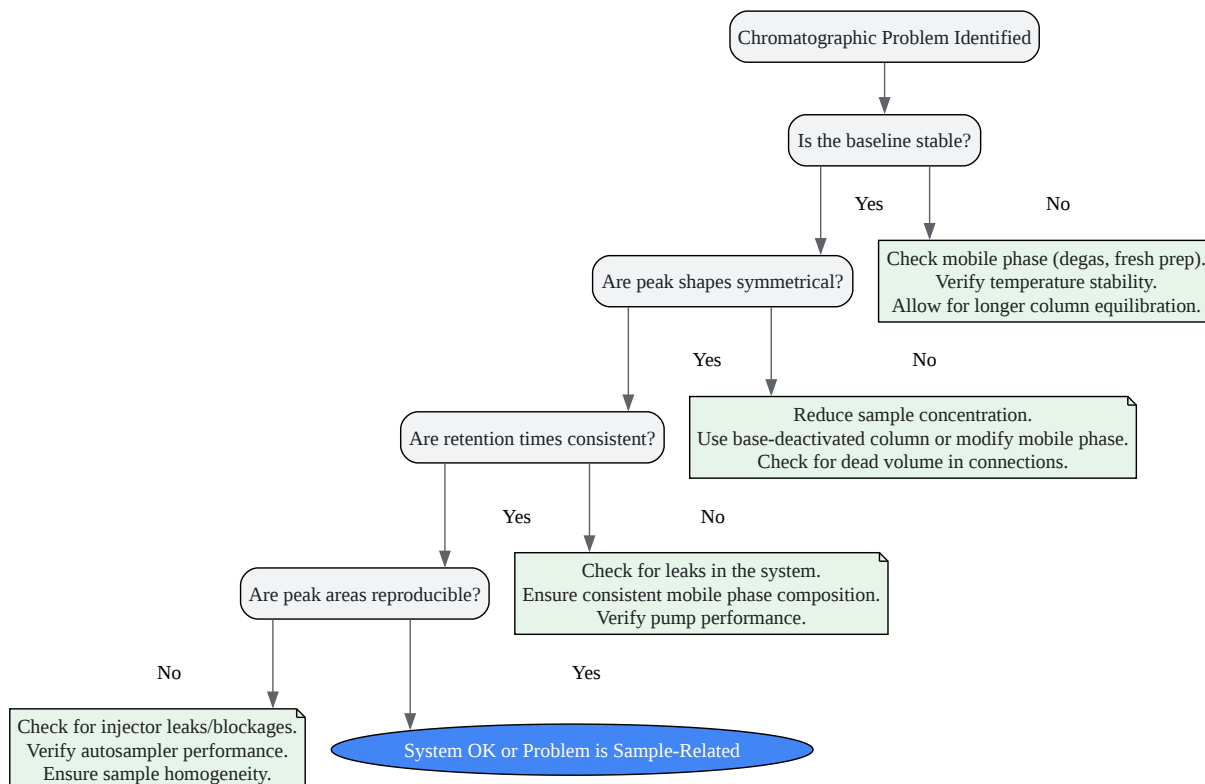 Chromatographic Problem Identified
Is the baseline stable?
Yes
No
Check mobile phase (degas, fresh prep).
Verify temperature stability.
Allow for longer column equilibration.
Are peak shapes symmetrical?
Yes
No
Reduce sample concentration.
Use base-deactivated column or modify mobile phase.
Check for dead volume in connections.
Are retention times consistent?
Yes
No
Check for leaks in the system.
Ensure consistent mobile phase composition.
Verify pump performance.
Are peak areas reproducible?
No
Yes
Check for injector leaks/blockages.
Verify autosampler performance.
Ensure sample homogeneity.
System OK or Problem is Sample-Related